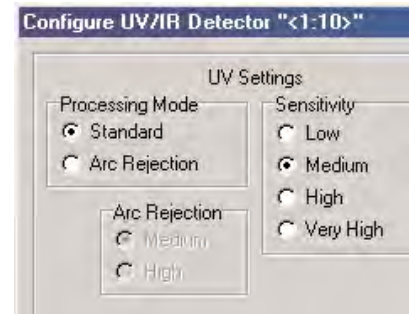 Configure UV/IR Detector "<1:10>"
UV Settings
Processing Mode
Standard
Arc Rejection
Sensitivity
Low
Medium
High
Very High
Arc Rejection
Medium
High